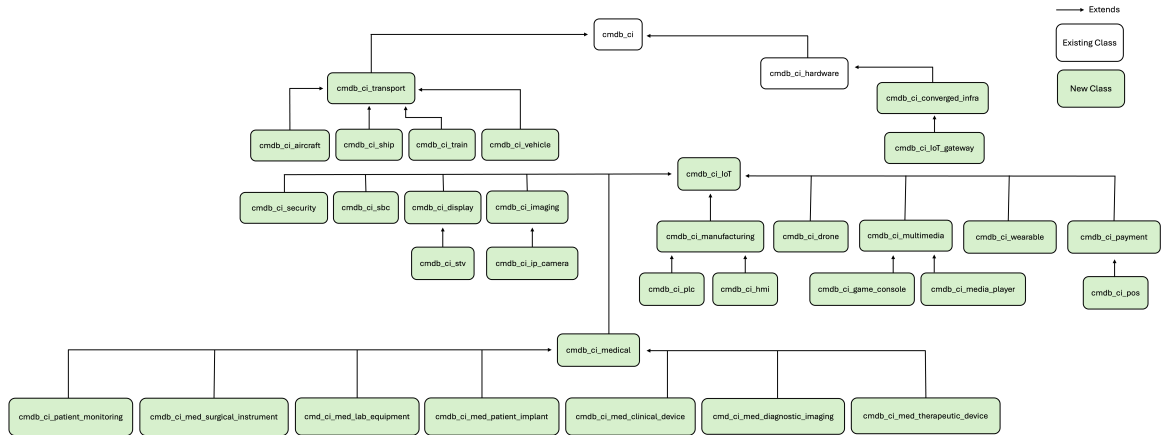 Extends
cmdb_ci
Existing Class
cmdb_ci_hardware
cmdb_ci_transport
New Class
cmdb_ci_converged_infra
cmdb_ci_aircraft
cmdb_ci_ship
cmdb_ci_train
cmdb_ci_vehicle
cmdb_ci_IoT_gateway
cmdb_ci_IoT
cmdb_ci_security
cmdb_ci_sbc
cmdb_ci_display
cmdb_ci_imaging
cmdb_ci_manufacturing
cmdb_ci_drone
cmdb_ci_multimedia
cmdb_ci_wearable
cmdb_ci_payment
cmdb_ci_stv
cmdb_ci_ip_camera
cmdb_ci_plc
cmdb_ci_hmi
cmdb_ci_game_console
cmdb_ci_media_player
cmdb_ci_pos
cmdb_ci_medical
cmdb_ci_patient_monitoring
cmdb_ci_med_surgical_instrument
cmd_ci_med_lab_equipment
cmdb_ci_med_patient_implant
cmdb_ci_med_clinical_device
cmd_ci_med_diagnostic_imaging
cmdb_ci_med_therapeutic_device